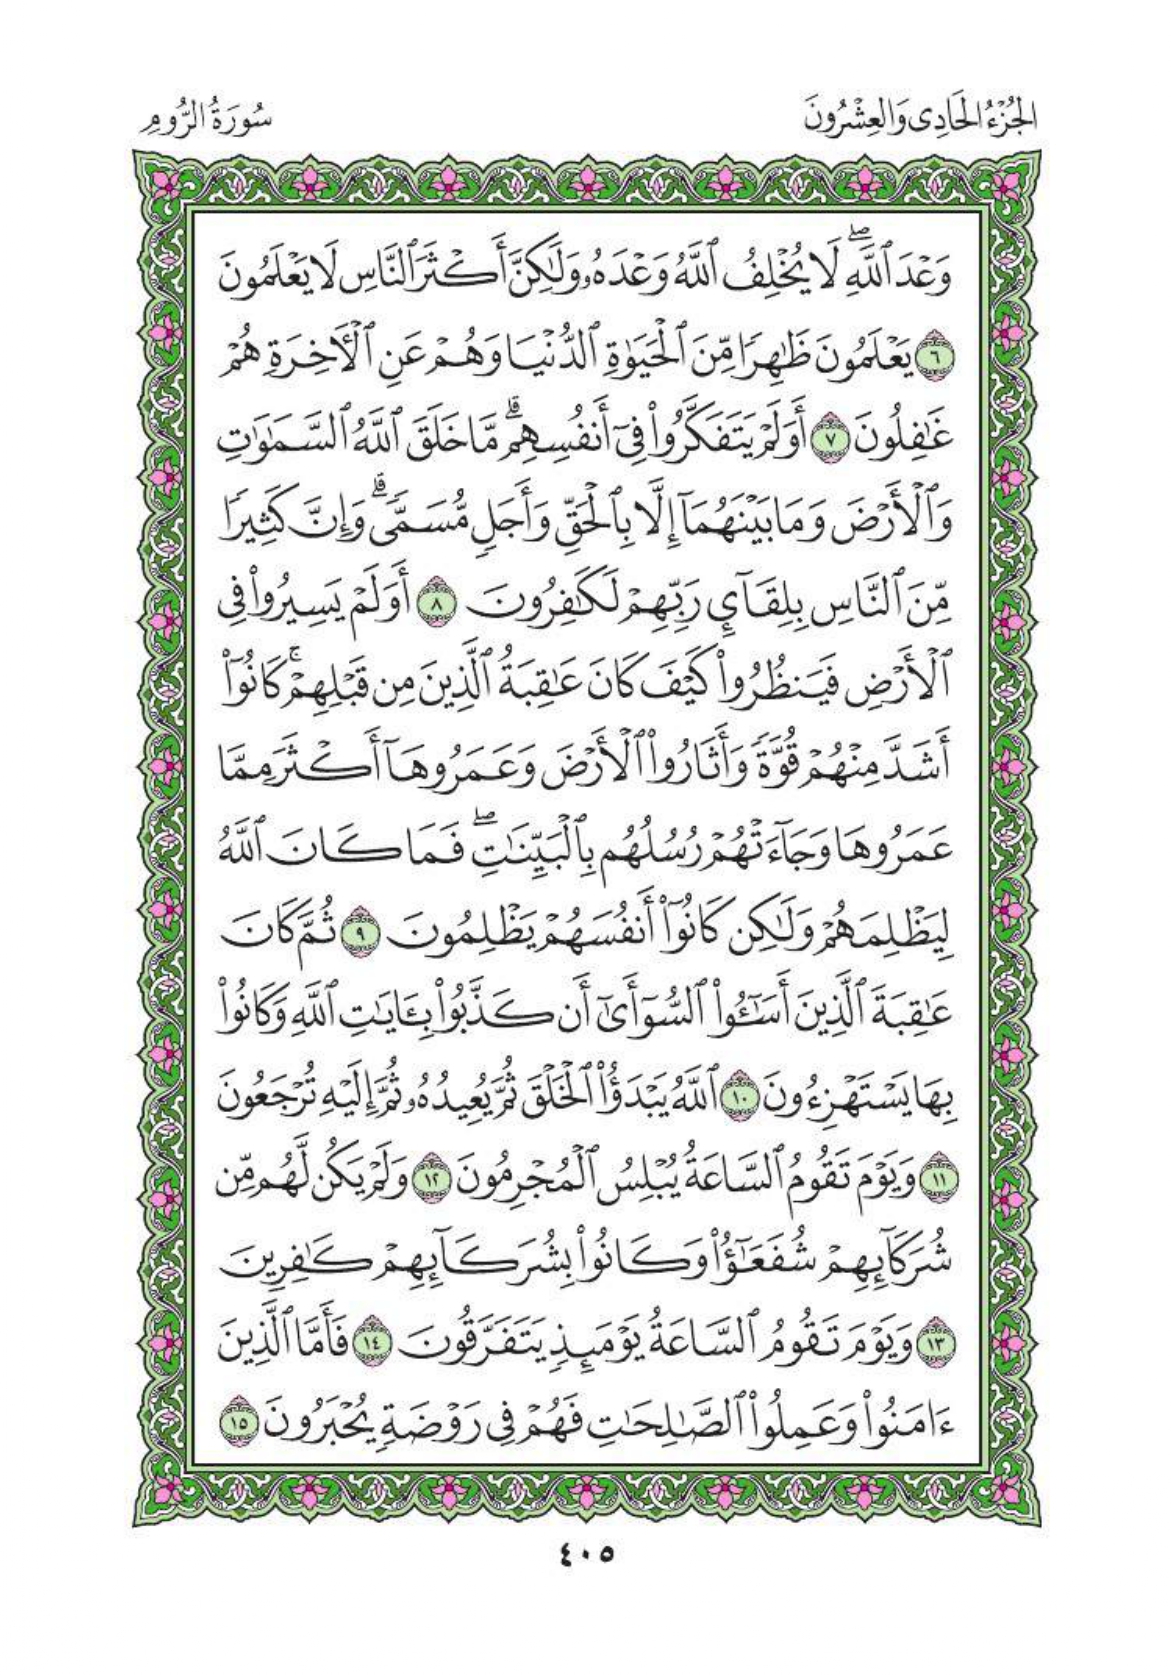 الجُزْءُ الحَادِى وَالعِشْرُونَ
سُورَةُ الرُّومِ
وَعْدَ ٱللَّهِۖ لَا يُخْلِفُ ٱللَّهُ وَعْدَهُۥ وَلَٰكِنَّ أَكْثَرَ ٱلنَّاسِ لَا يَعْلَمُونَ
٦ يَعْلَمُونَ ظَٰهِرًا مِّنَ ٱلْحَيَوٰةِ ٱلدُّنْيَا وَهُمْ عَنِ ٱلْأٓخِرَةِ هُمْ
غَٰفِلُونَ ٧ أَوَلَمْ يَتَفَكَّرُوا۟ فِىٓ أَنفُسِهِمۗ مَّا خَلَقَ ٱللَّهُ ٱلسَّمَٰوَٰتِ
وَٱلْأَرْضَ وَمَا بَيْنَهُمَآ إِلَّا بِٱلْحَقِّ وَأَجَلٍ مُّسَمًّىۗ وَإِنَّ كَثِيرًا
مِّنَ ٱلنَّاسِ بِلِقَآئِ رَبِّهِمْ لَكَٰفِرُونَ ٨ أَوَلَمْ يَسِيرُوا۟ فِى
ٱلْأَرْضِ فَيَنظُرُوا۟ كَيْفَ كَانَ عَٰقِبَةُ ٱلَّذِينَ مِن قَبْلِهِمْۚ كَانُوٓا۟
أَشَدَّ مِنْهُمْ قُوَّةً وَأَثَارُوا۟ ٱلْأَرْضَ وَعَمَرُوهَآ أَكْثَرَ مِمَّا
عَمَرُوهَا وَجَآءَتْهُمْ رُسُلُهُم بِٱلْبَيِّنَٰتِۖ فَمَا كَانَ ٱللَّهُ
لِيَظْلِمَهُمْ وَلَٰكِن كَانُوٓا۟ أَنفُسَهُمْ يَظْلِمُونَ ٩ ثُمَّ كَانَ
عَٰقِبَةَ ٱلَّذِينَ أَسَٰٓـُٔوا۟ ٱلسُّوٓأَىٰٓ أَن كَذَّبُوا۟ بِـَٔايَٰتِ ٱللَّهِ وَكَانُوا۟
بِهَا يَسْتَهْزِءُونَ ١٠ ٱللَّهُ يَبْدَؤُا۟ ٱلْخَلْقَ ثُمَّ يُعِيدُهُۥ ثُمَّ إِلَيْهِ تُرْجَعُونَ
١١ وَيَوْمَ تَقُومُ ٱلسَّاعَةُ يُبْلِسُ ٱلْمُجْرِمُونَ ١٢ وَلَمْ يَكُن لَّهُم مِّن
شُرَكَآئِهِمْ شُفَعَٰٓؤُا۟ وَكَانُوا۟ بِشُرَكَآئِهِمْ كَٰفِرِينَ
١٣ وَيَوْمَ تَقُومُ ٱلسَّاعَةُ يَوْمَئِذٍ يَتَفَرَّقُونَ ١٤ فَأَمَّا ٱلَّذِينَ
ءَامَنُوا۟ وَعَمِلُوا۟ ٱلصَّٰلِحَٰتِ فَهُمْ فِى رَوْضَةٍ يُحْبَرُونَ ١٥
٤٠٥